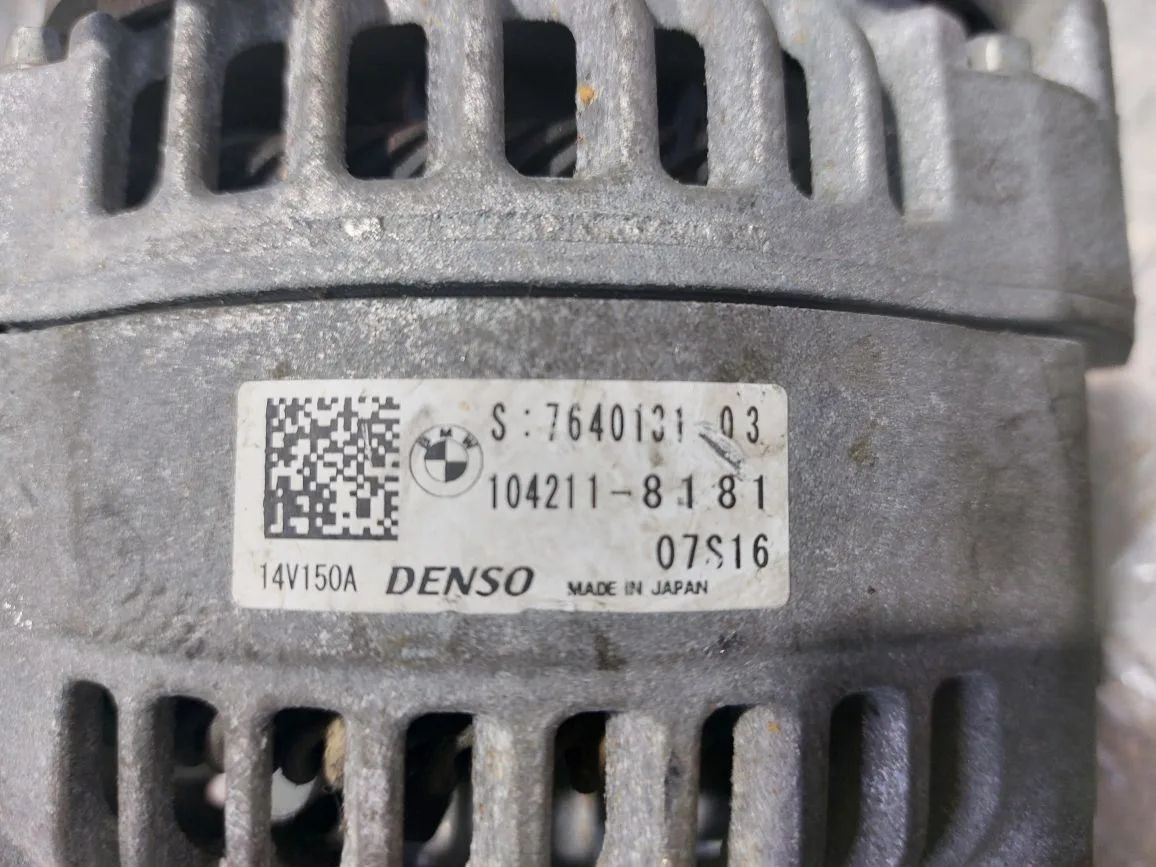 BMW
S:7640131 03
104211-8181
07S16
14V150A DENSO MADE IN JAPAN